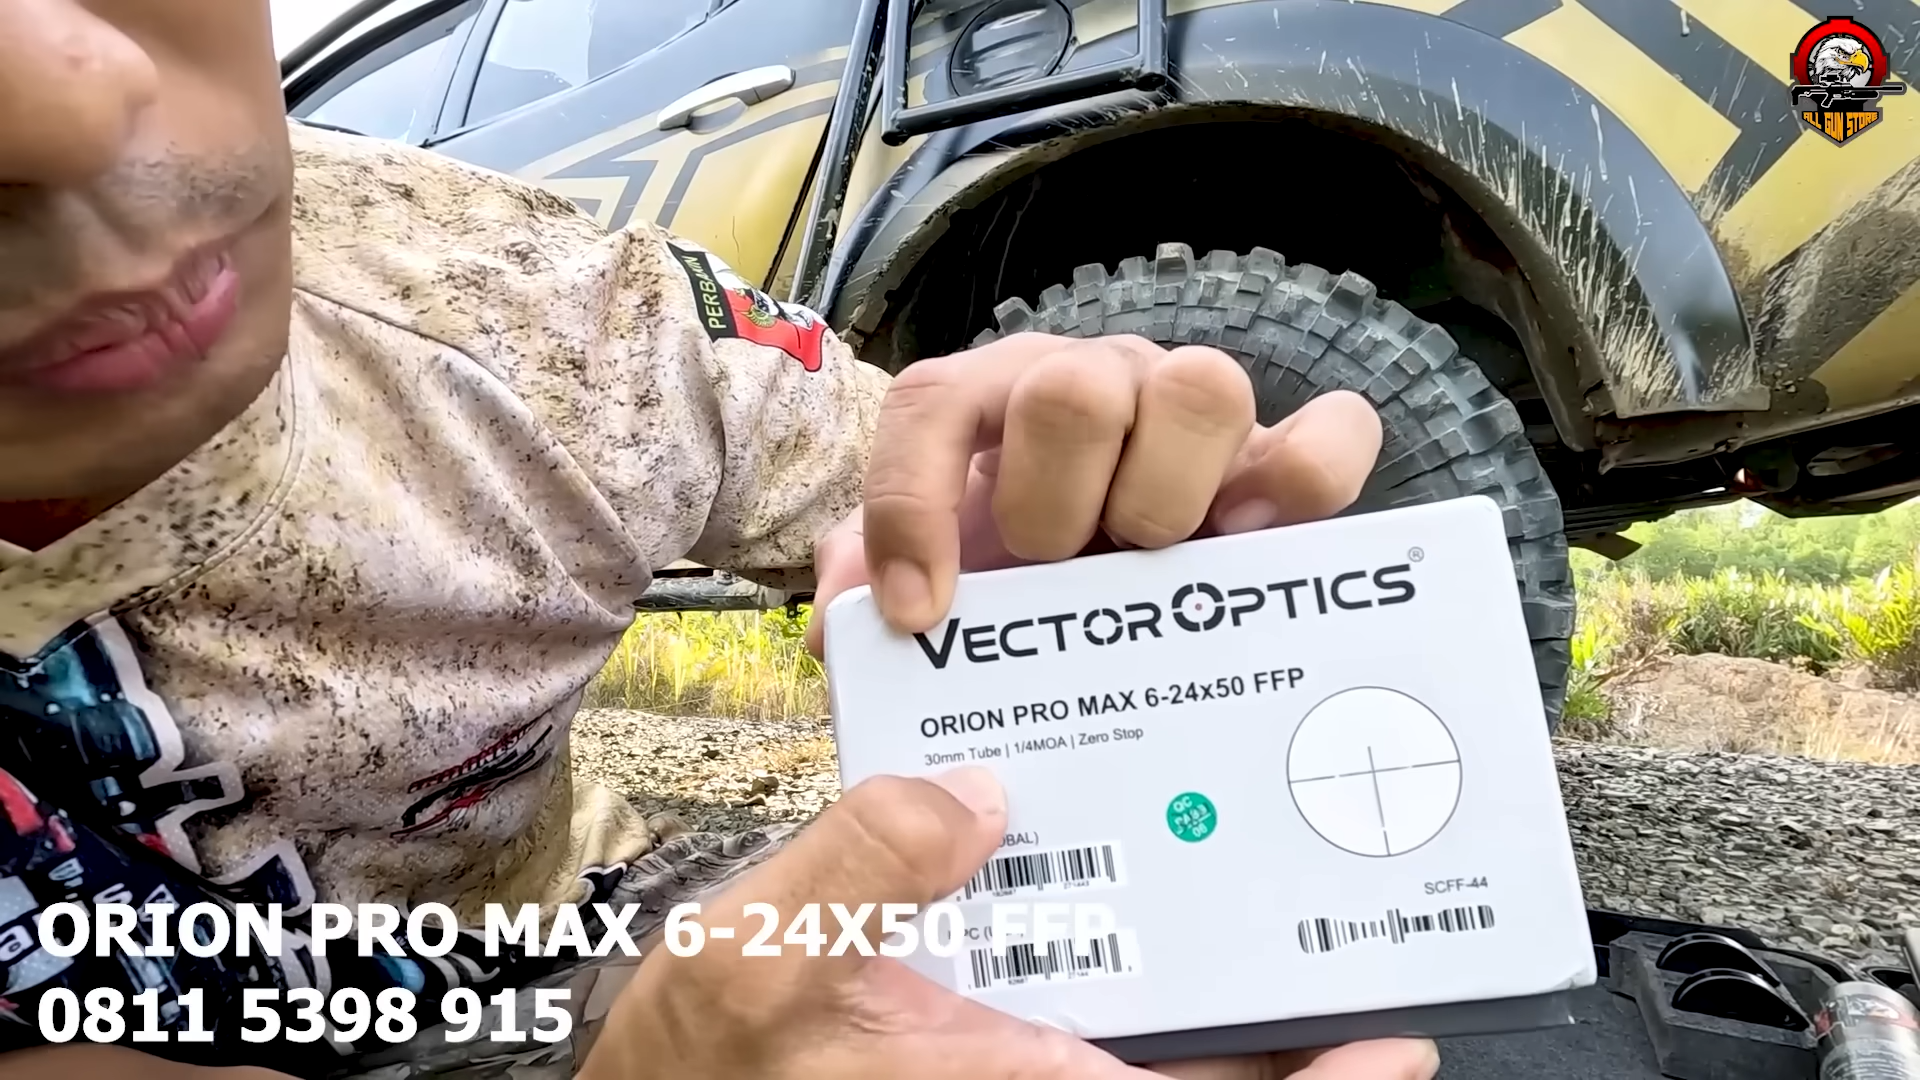 ALL GUN STORE
PERBAKIN
VECTOR OPTICS®
ORION PRO MAX 6-24x50 FFP
30mm Tube | 1/4MOA | Zero Stop
QC
SCFF-44
ORION PRO MAX 6-24X50 FFP
0811 5398 915